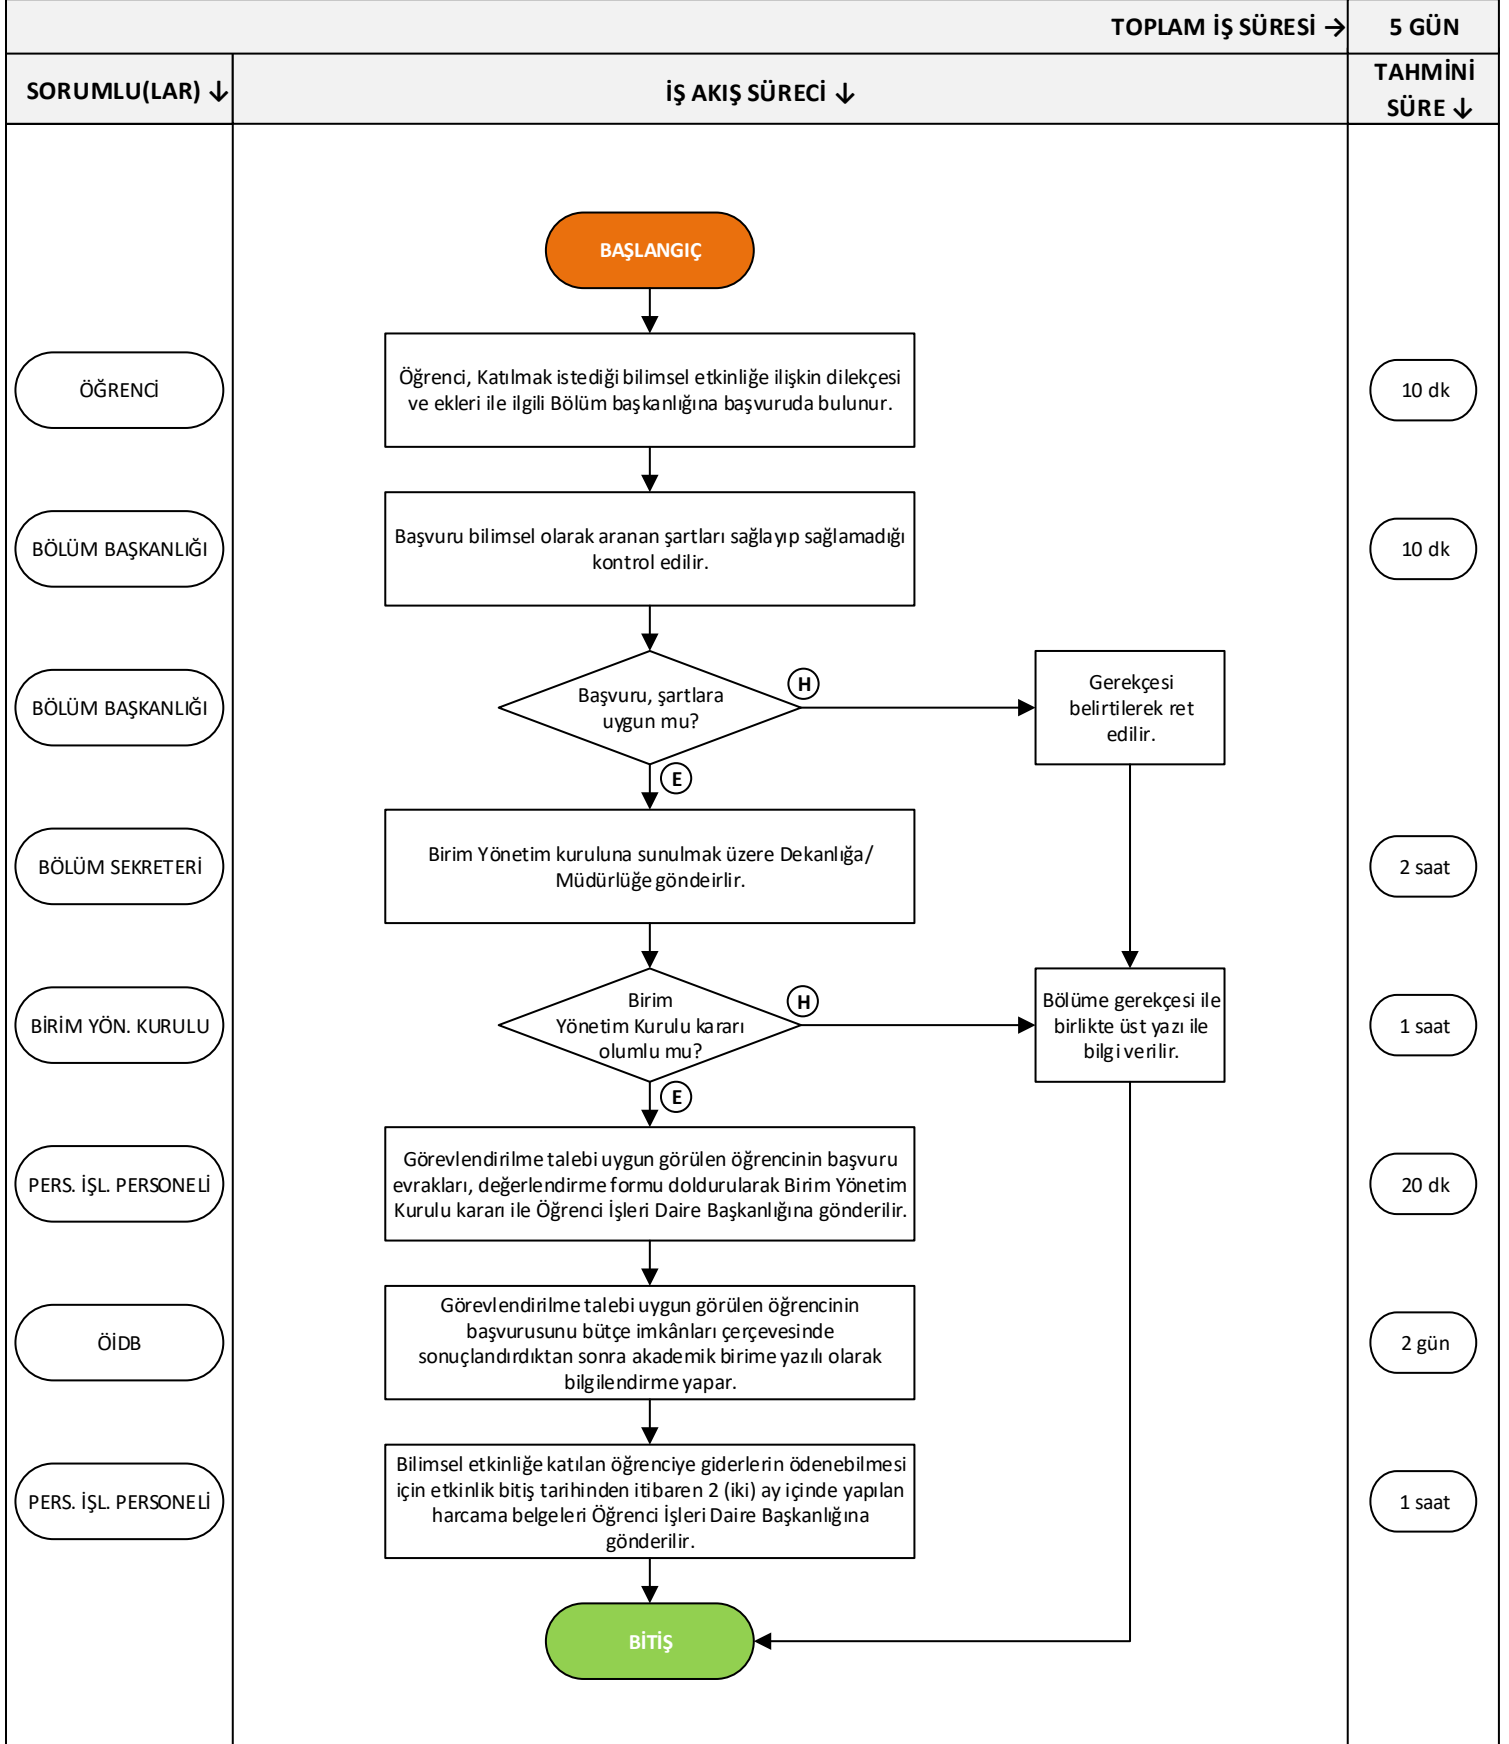 TOPLAM İŞ SÜRESİ →
5 GÜN
SORUMLU(LAR) ↓
İŞ AKIŞ SÜRECİ ↓
TAHMİNİ
SÜRE ↓
BAŞLANGIÇ
ÖĞRENCİ
Öğrenci, Katılmak istediği bilimsel etkinliğe ilişkin dilekçesi
ve ekleri ile ilgili Bölüm başkanlığına başvuruda bulunur.
10 dk
BÖLÜM BAŞKANLIĞI
Başvuru bilimsel olarak aranan şartları sağlayıp sağlamadığı
kontrol edilir.
10 dk
BÖLÜM BAŞKANLIĞI
Başvuru, şartlara
uygun mu?
H
Gerekçesi
belirtilerek ret
edilir.
E
BÖLÜM SEKRETERİ
Birim Yönetim kuruluna sunulmak üzere Dekanlığa/
Müdürlüğe göndeirlir.
2 saat
BİRİM YÖN. KURULU
Birim
Yönetim Kurulu kararı
olumlu mu?
H
Bölüme gerekçesi ile
birlikte üst yazı ile
bilgi verilir.
1 saat
E
PERS. İŞL. PERSONELİ
Görevlendirilme talebi uygun görülen öğrencinin başvuru
evrakları, değerlendirme formu doldurularak Birim Yönetim
Kurulu kararı ile Öğrenci İşleri Daire Başkanlığına gönderilir.
20 dk
ÖİDB
Görevlendirilme talebi uygun görülen öğrencinin
başvurusunu bütçe imkânları çerçevesinde
sonuçlandırdıktan sonra akademik birime yazılı olarak
bilgilendirme yapar.
2 gün
PERS. İŞL. PERSONELİ
Bilimsel etkinliğe katılan öğrenciye giderlerin ödenebilmesi
için etkinlik bitiş tarihinden itibaren 2 (iki) ay içinde yapılan
harcama belgeleri Öğrenci İşleri Daire Başkanlığına
gönderilir.
1 saat
BİTİŞ